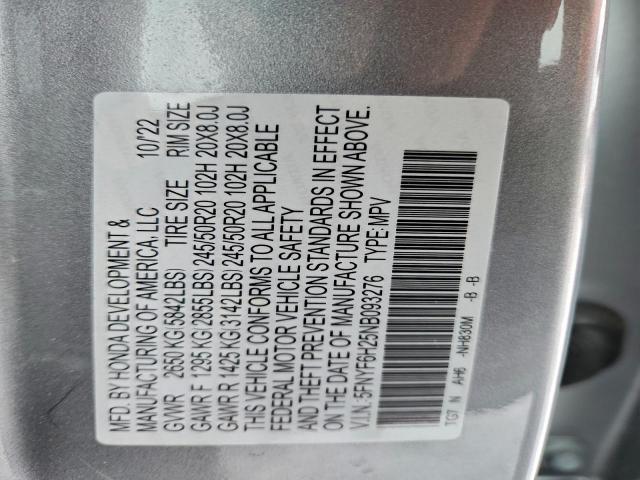 MFD. BY HONDA DEVELOPMENT &
MANUFACTURING OF AMERICA, LLC 10/22
GVWR 2650 KG(5842LBS) TIRE SIZE RIM SIZE
GAWR F 1295 KG(2855LBS)245/50R20 102H 20X8.0J
GAWR R 1425 KG(3142LBS)245/50R20 102H 20X8.0J
THIS VEHICLE CONFORMS TO ALL APPLICABLE
FEDERAL MOTOR VEHICLE SAFETY
AND THEFT PREVENTION STANDARDS IN EFFECT
ON THE DATE OF MANUFACTURE SHOWN ABOVE.
V.I.N.:5FNYF6H25NB093276 TYPE:MPV
TG7 N AH6 -NH830M -B -B